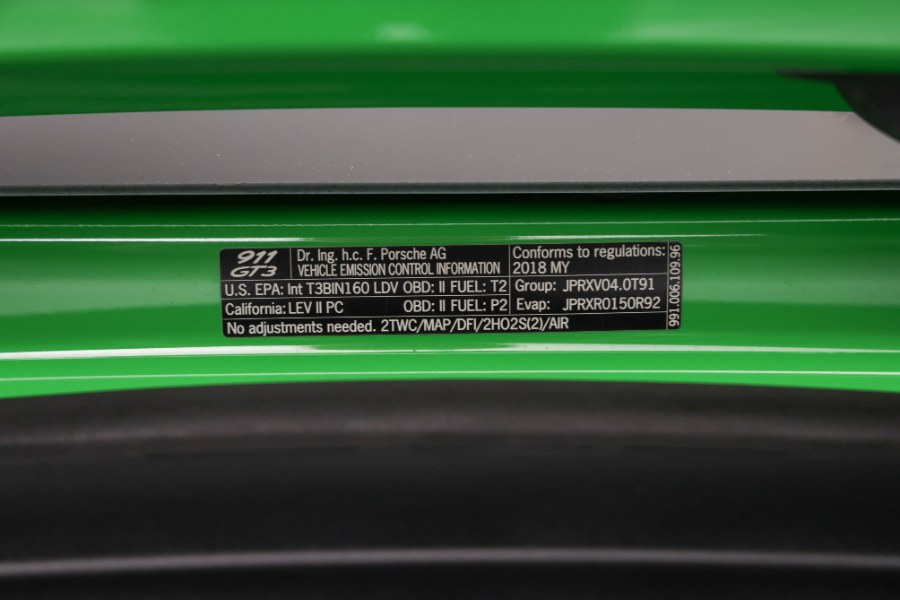 911 GT3
Dr. Ing. h.c. F. Porsche AG
VEHICLE EMISSION CONTROL INFORMATION
Conforms to regulations:
2018 MY
U.S. EPA: Int T3BIN160 LDV OBD: II FUEL: T2
Group: JPRXV04.0T91
California: LEV II PC OBD: II FUEL: P2
Evap: JPRXR0150R92
No adjustments needed. 2TWC/MAP/DFI/2HO2S(2)/AIR
991.006.109.96